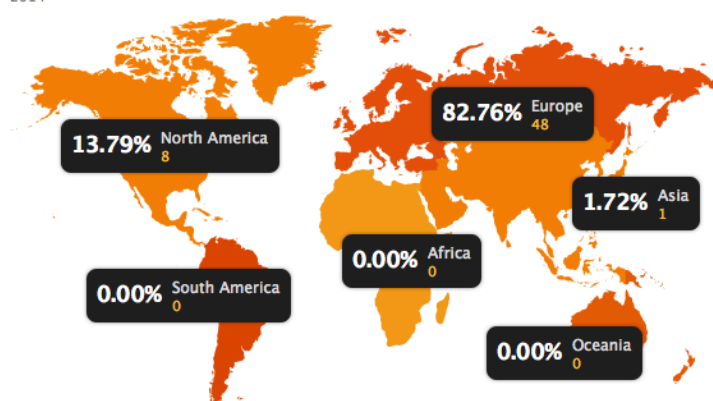 82.76% Europe
48
13.79% North America
8
1.72% Asia
1
0.00% Africa
0
0.00% South America
0
0.00% Oceania
0